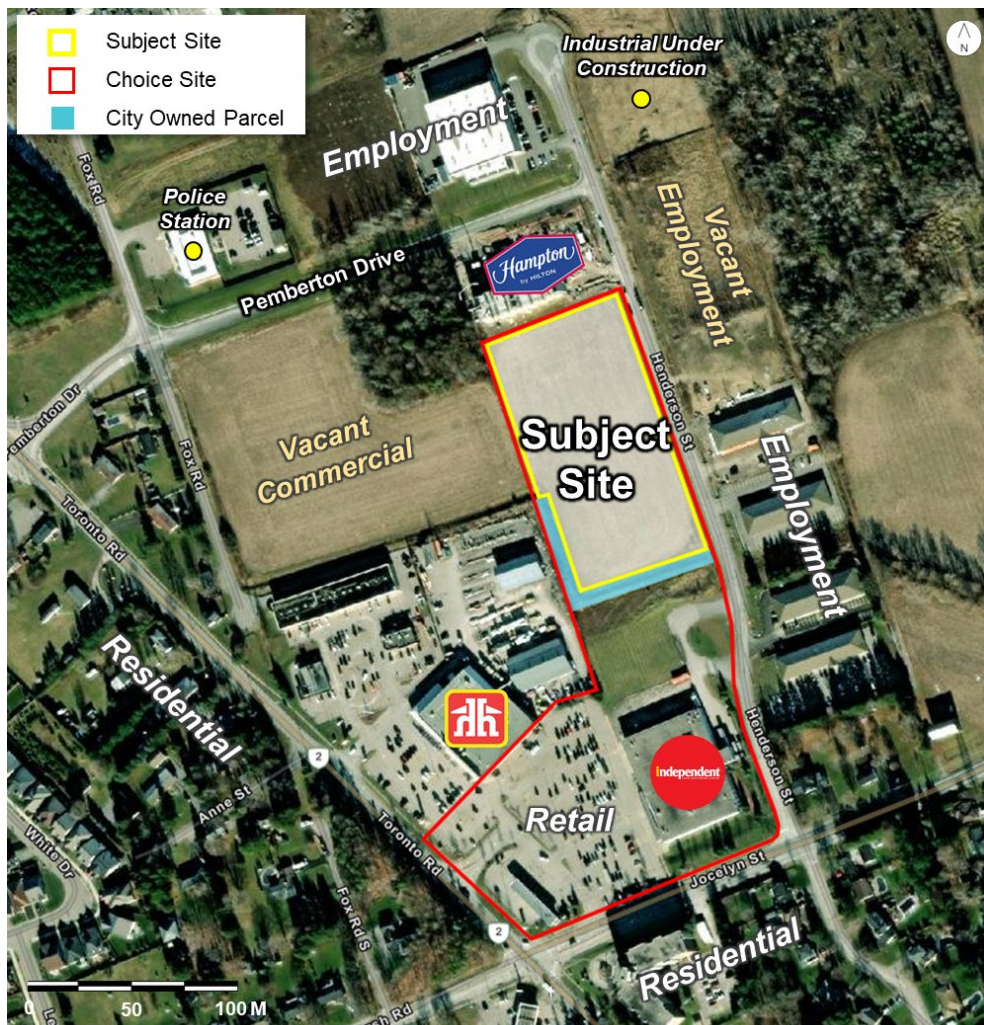 Subject Site
Choice Site
City Owned Parcel
N
Industrial Under
Construction
Employment
Fox Rd
Police
Station
Pemberton Drive
Hampton
by HILTON
Vacant
Employment
Henderson St
Subject
Site
Vacant
Commercial
Fox Rd
Toronto Rd
Employment
Residential
2
Anne St
White Dr
Toronto Rd
Fox Rd S
Independent
Retail
Henderson St
Jocelyn St
2
Residential
0 50 100 M